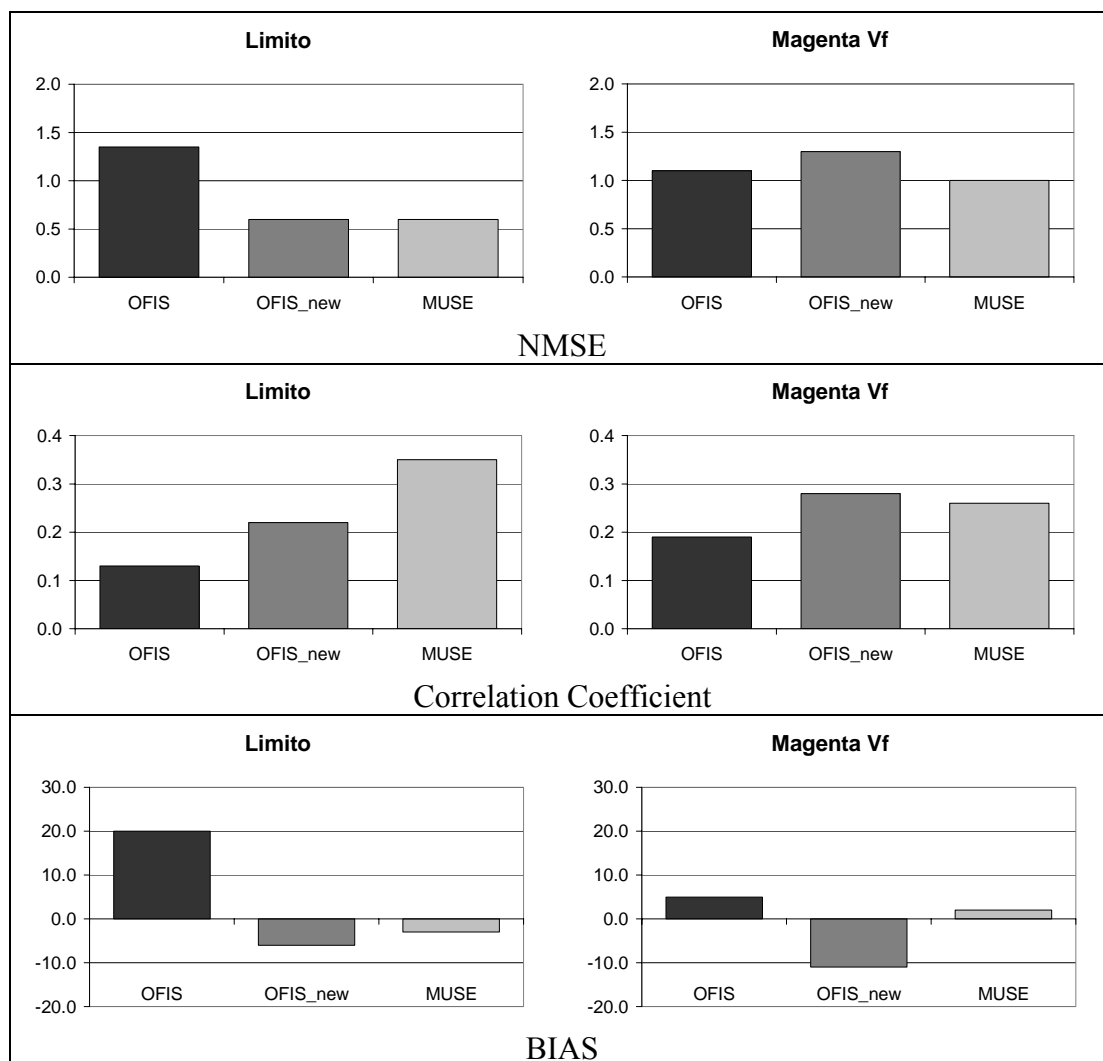 Limito
2.0
1.5
1.0
0.5
0.0
OFIS OFIS_new MUSE
Magenta Vf
2.0
1.5
1.0
0.5
0.0
OFIS OFIS_new MUSE
NMSE
Limito
0.4
0.3
0.2
0.1
0.0
OFIS OFIS_new MUSE
Magenta Vf
0.4
0.3
0.2
0.1
0.0
OFIS OFIS_new MUSE
Correlation Coefficient
Limito
30.0
20.0
10.0
0.0
-10.0
-20.0
OFIS OFIS_new MUSE
Magenta Vf
30.0
20.0
10.0
0.0
-10.0
-20.0
OFIS OFIS_new MUSE
BIAS